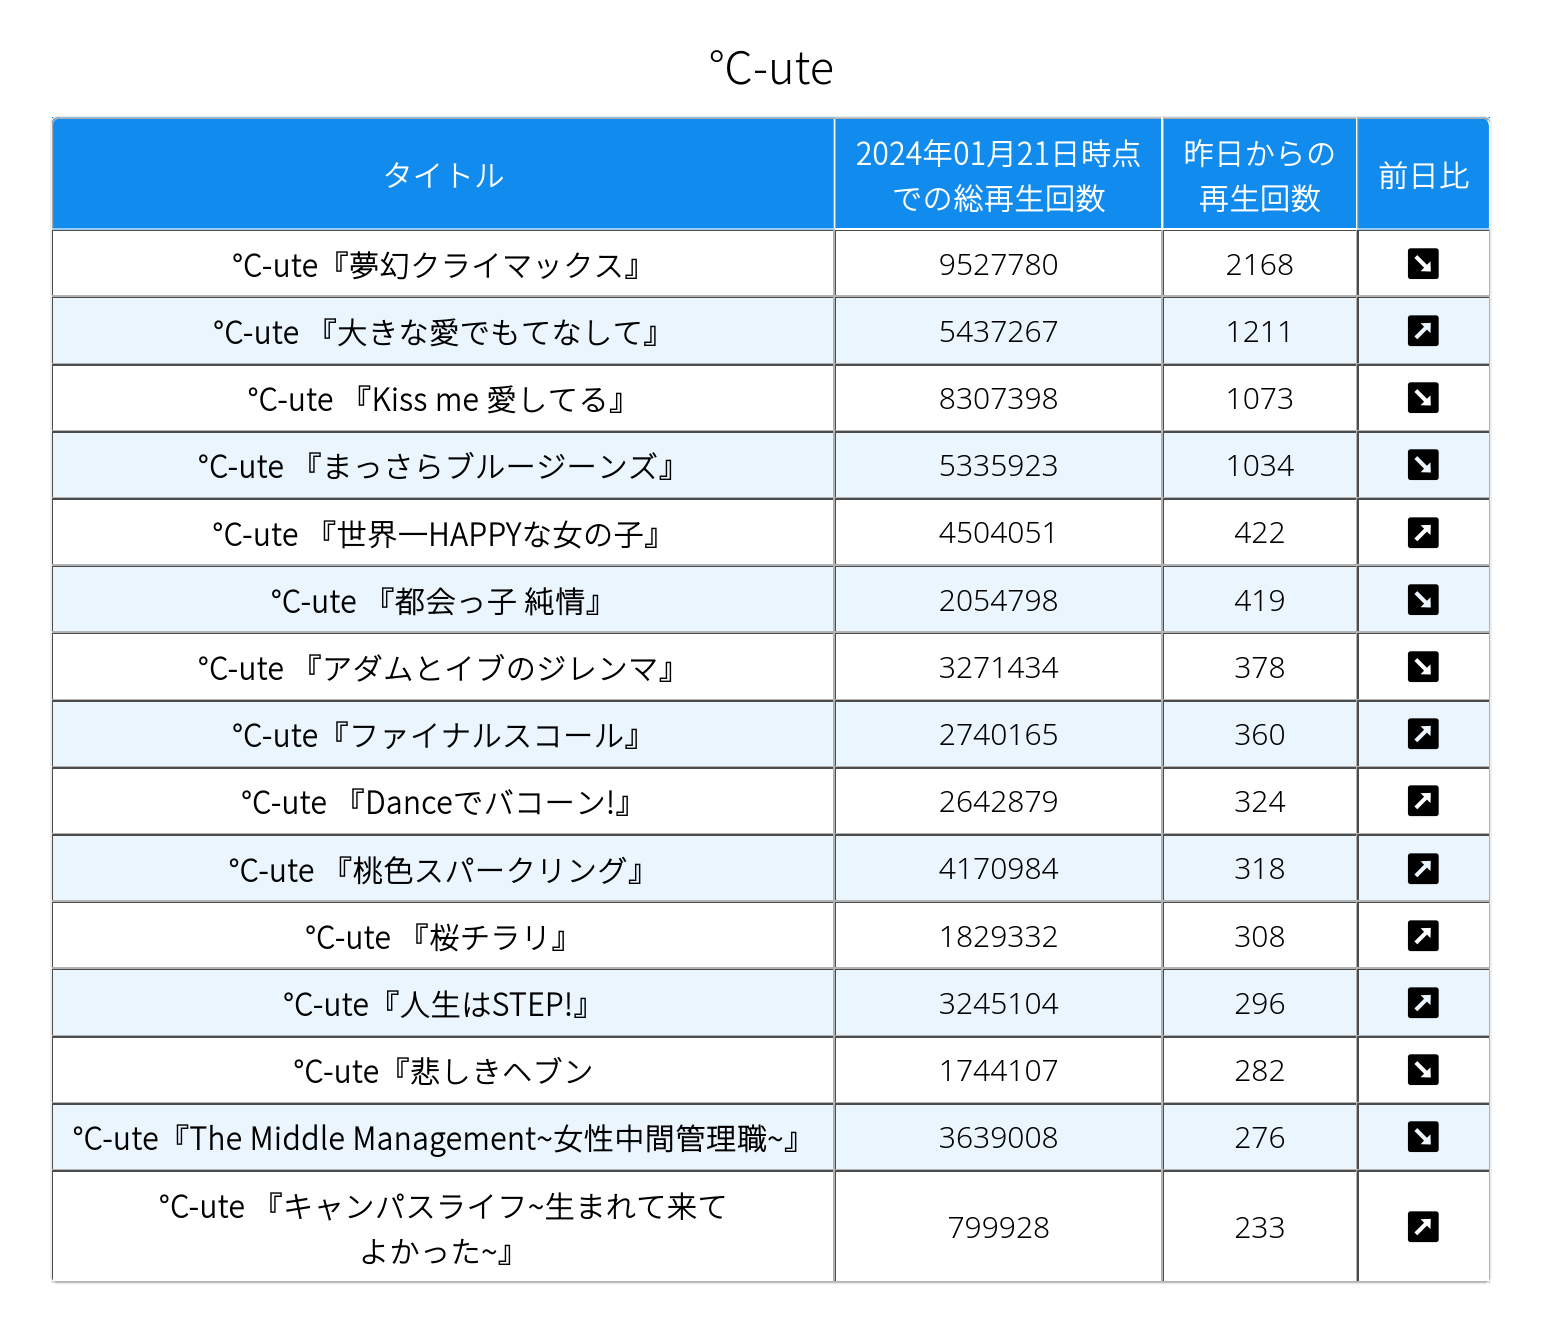 ℃-ute
タイトル
2024年01月21日時点
での総再生回数
昨日からの
再生回数
前日比
℃-ute『夢幻クライマックス』 9527780 2168
℃-ute 『大きな愛でもてなして』 5437267 1211
℃-ute 『Kiss me 愛してる』 8307398 1073
℃-ute 『まっさらブルージーンズ』 5335923 1034
℃-ute 『世界一HAPPYな女の子』 4504051 422
℃-ute 『都会っ子 純情』 2054798 419
℃-ute 『アダムとイブのジレンマ』 3271434 378
℃-ute『ファイナルスコール』 2740165 360
℃-ute 『Danceでバコーン!』 2642879 324
℃-ute 『桃色スパークリング』 4170984 318
℃-ute 『桜チラリ』 1829332 308
℃-ute『人生はSTEP!』 3245104 296
℃-ute『悲しきヘブン 1744107 282
℃-ute『The Middle Management~女性中間管理職~』 3639008 276
℃-ute 『キャンパスライフ~生まれて来て
よかった~』 799928 233